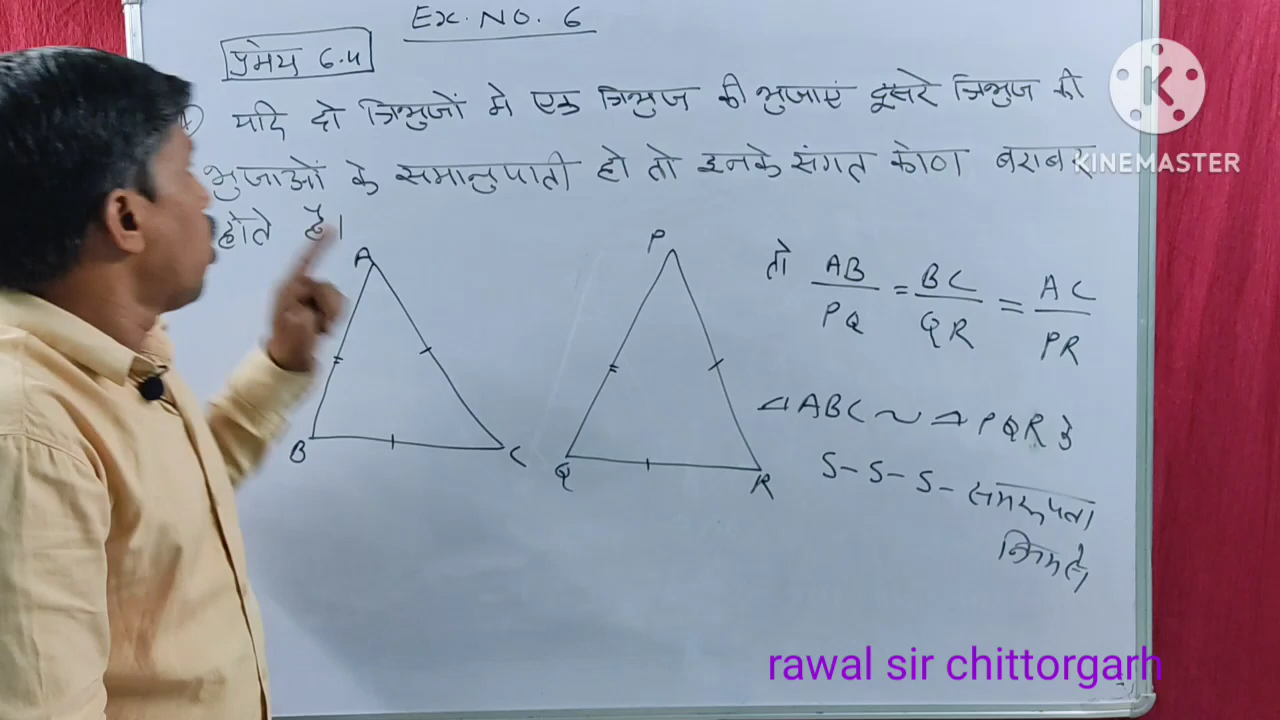 Ex. NO. 6
प्रमेय 6.4
यदि दो त्रिभुजों मे एक त्रिभुज की भुजाएं दूसरे त्रिभुज की
भुजाओं के समानुपाती हो तो इनके संगत कोण बराबर
होते है।
A
B
C
P
Q
R
तो AB/PQ = BC/QR = AC/PR
⊿ABC ~ ⊿PQR है
S-S-S- समरूपता
नियम से
K
KINEMASTER
rawal sir chittorgarh